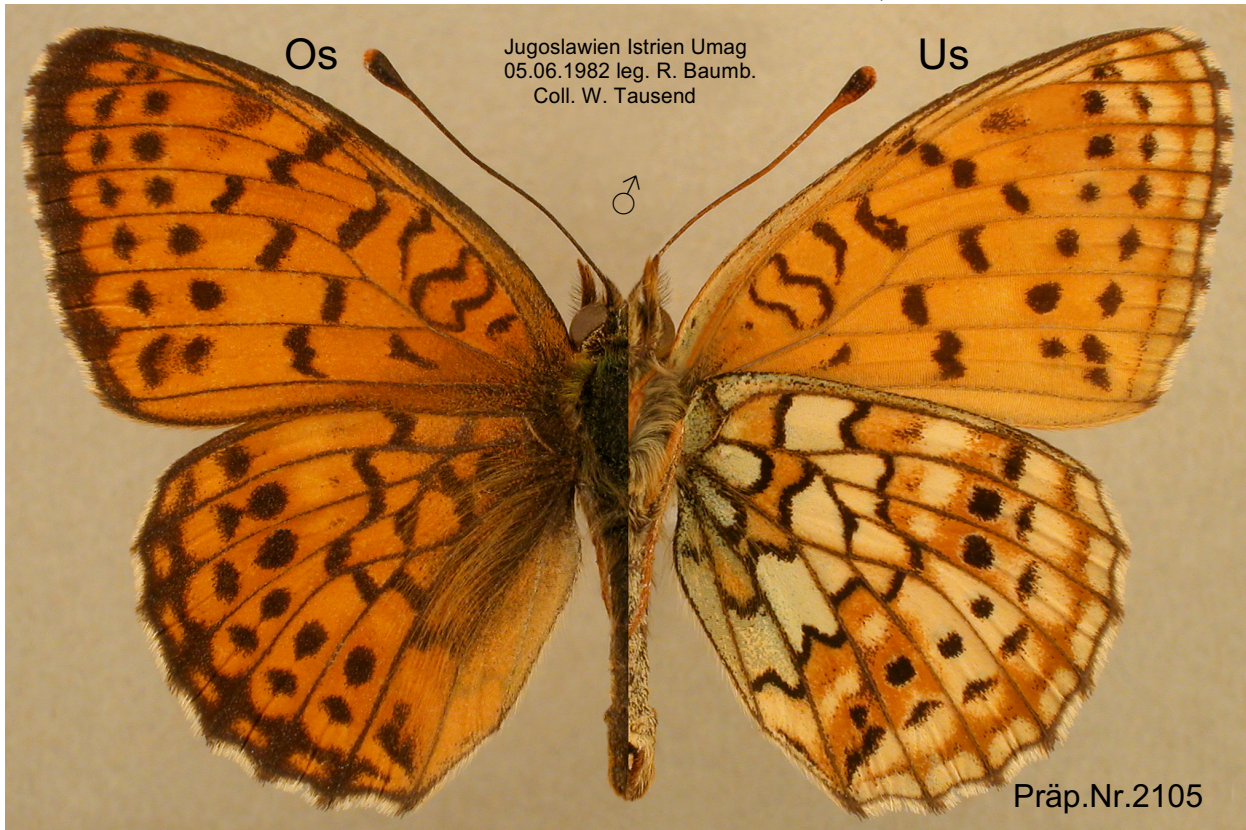 Os
Jugoslawien Istrien Umag
05.06.1982 leg. R. Baumb.
Coll. W. Tausend
Us
♂
Präp.Nr.2105